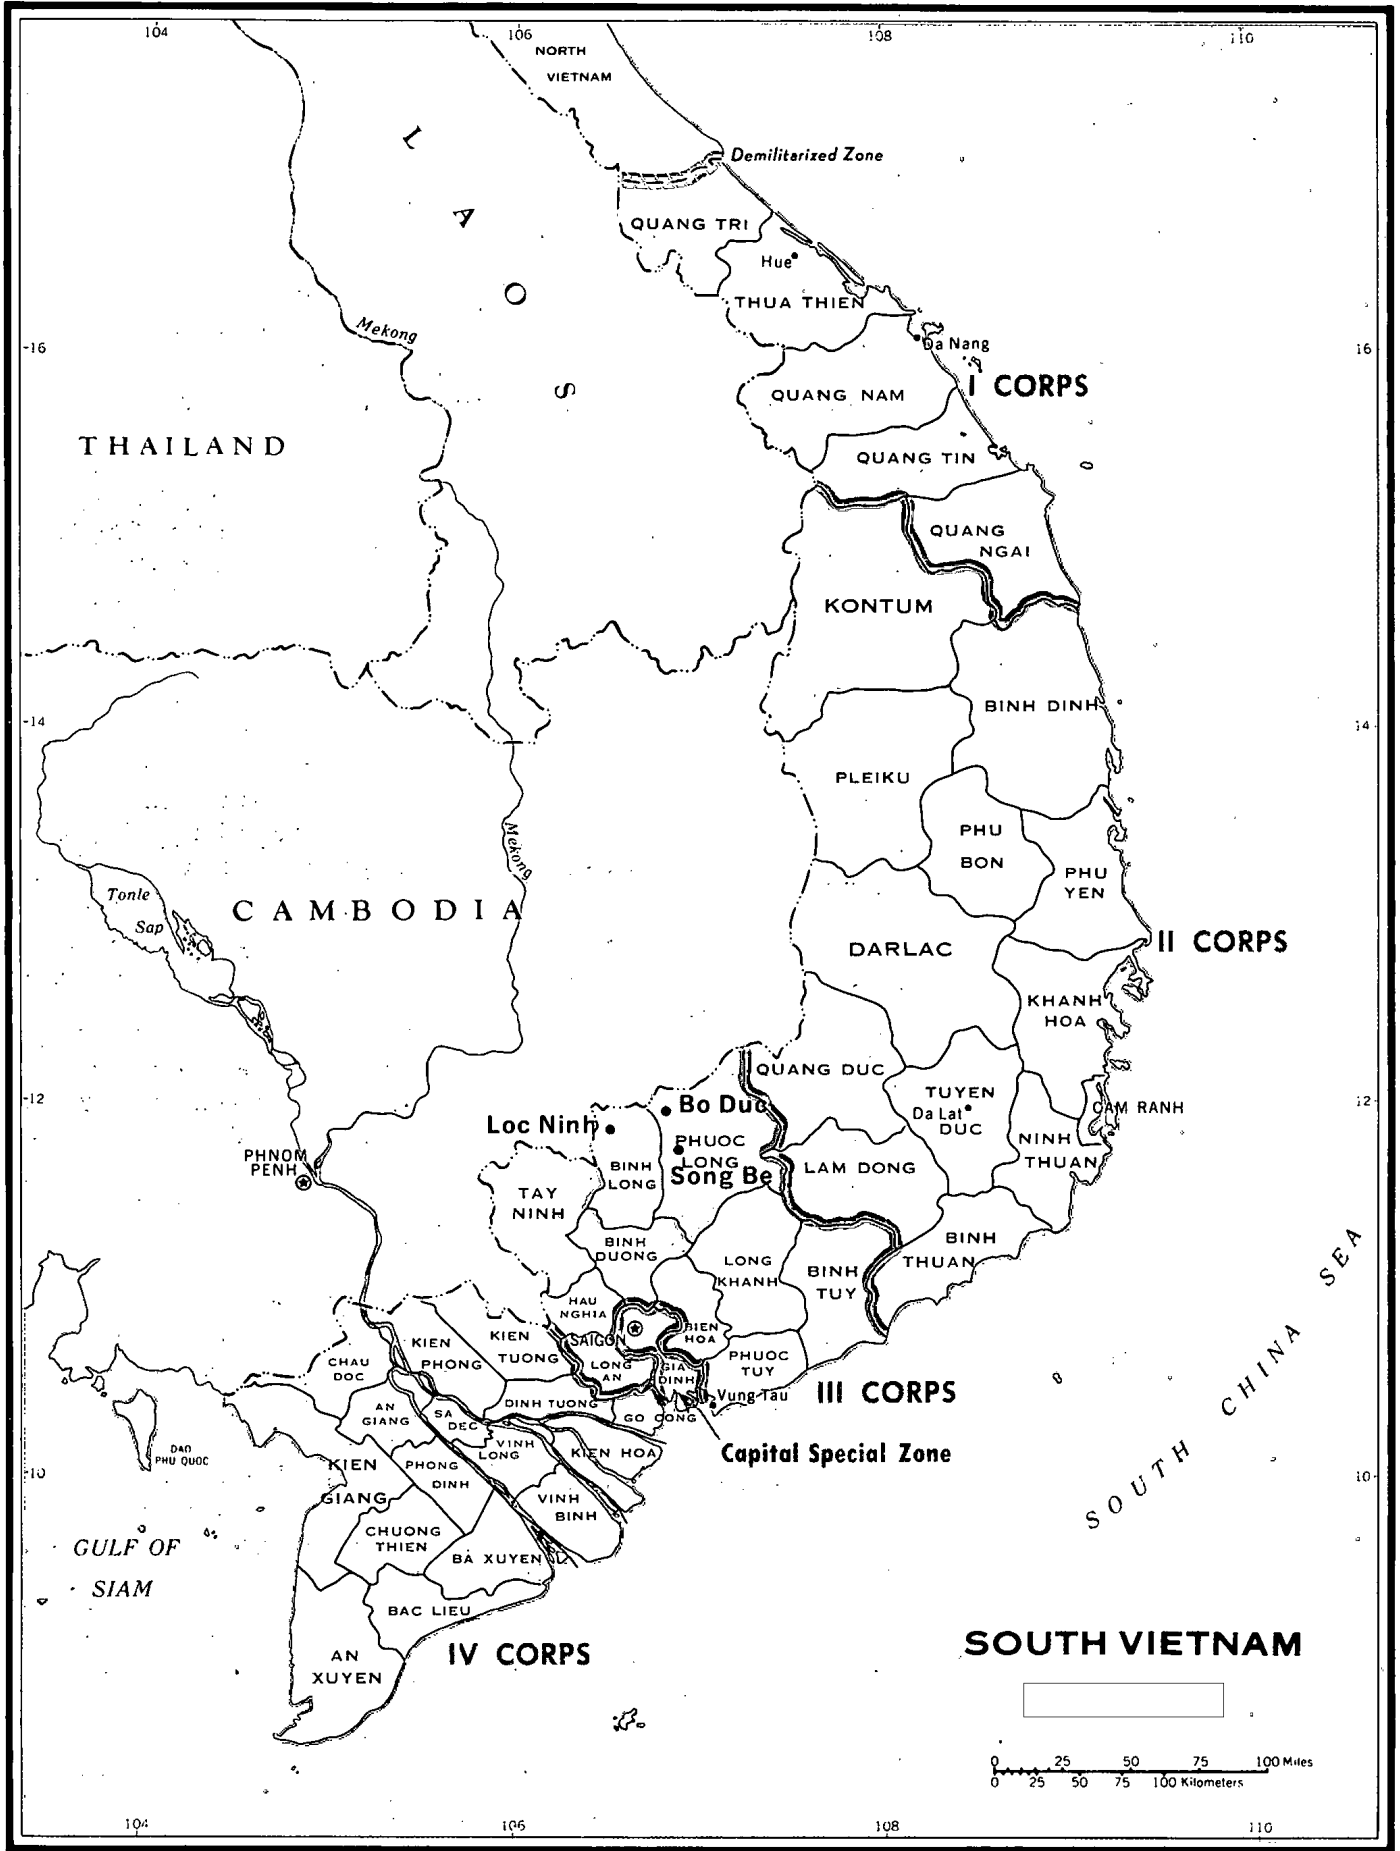 104
106
108
110
NORTH
VIETNAM
Demilitarized Zone
L
A
O
S
QUANG TRI
Hue
THUA THIEN
Mekong
16
16
Da Nang
I CORPS
QUANG NAM
THAILAND
QUANG TIN
QUANG
NGAI
KONTUM
BINH DINH
14
14
PLEIKU
PHU
BON
PHU
YEN
Mekong
Tonle
Sap
CAMBODIA
DARLAC
II CORPS
KHANH
HOA
QUANG DUC
TUYEN
DUC
Da Lat
12
12
CAM RANH
Bo Duc
Loc Ninh
PHUOC
LONG
Song Be
BINH
LONG
NINH
THUAN
LAM DONG
PHNOM
PENH
TAY
NINH
BINH
DUONG
LONG
KHANH
BINH
TUY
BINH
THUAN
HAU
NGHIA
SAIGON
BIEN
HOA
KIEN
PHONG
KIEN
TUONG
LONG
AN
GIA
DINH
PHUOC
TUY
CHAU
DOC
Vung Tau
III CORPS
AN
GIANG
SA
DEC
DINH TUONG
GO CONG
Capital Special Zone
VINH
LONG
KIEN HOA
DAO
PHU QUOC
KIEN
GIANG
PHONG
DINH
VINH
BINH
10
10
CHUONG
THIEN
BA XUYEN
GULF OF
SIAM
SOUTH CHINA SEA
BAC LIEU
AN
XUYEN
IV CORPS
SOUTH VIETNAM
0 25 50 75 100 Miles
0 25 50 75 100 Kilometers
104
106
108
110